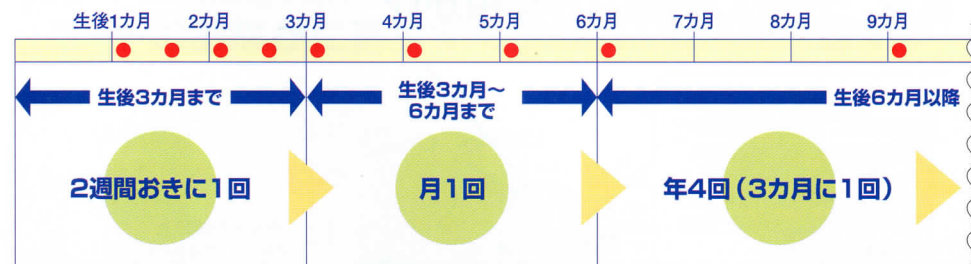 生後1カ月 2カ月 3カ月 4カ月 5カ月 6カ月 7カ月 8カ月 9カ月
生後3カ月まで
生後3カ月～
6カ月まで
生後6カ月以降
2週間おきに1回
月1回
年4回（3カ月に1回）